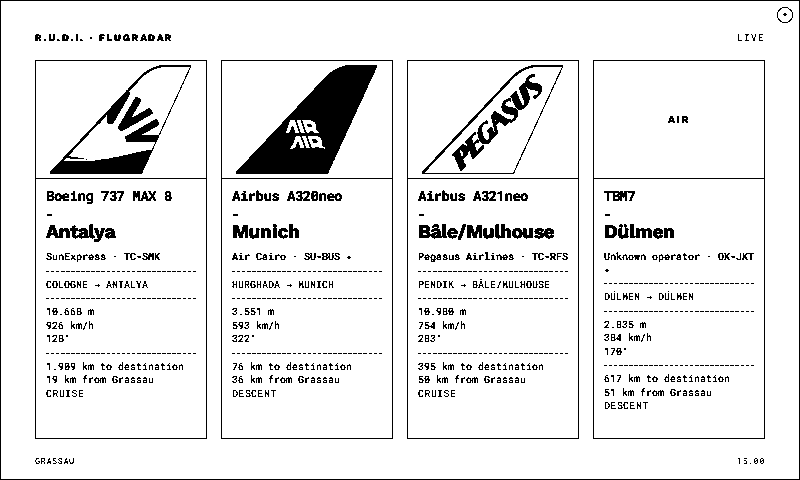 R.U.D.I. · FLUGRADAR
LIVE
PEGASUS
AIR
AIR
AIR
Boeing 737 MAX 8
–
Antalya
SunExpress · TC-SMK
COLOGNE → ANTALYA
10.668 m
926 km/h
128°
1.909 km to destination
19 km from Grassau
CRUISE
Airbus A320neo
–
Munich
Air Cairo · SU-BUS ✦
HURGHADA → MUNICH
3.551 m
593 km/h
322°
76 km to destination
36 km from Grassau
DESCENT
Airbus A321neo
–
Bâle/Mulhouse
Pegasus Airlines · TC-RFS
PENDIK → BÂLE/MULHOUSE
10.980 m
754 km/h
283°
395 km to destination
50 km from Grassau
CRUISE
TBM7
–
Dülmen
Unknown operator · OK-JKT
✦
DÜLMEN → DÜLMEN
2.835 m
384 km/h
170°
617 km to destination
51 km from Grassau
DESCENT
GRASSAU
15.00